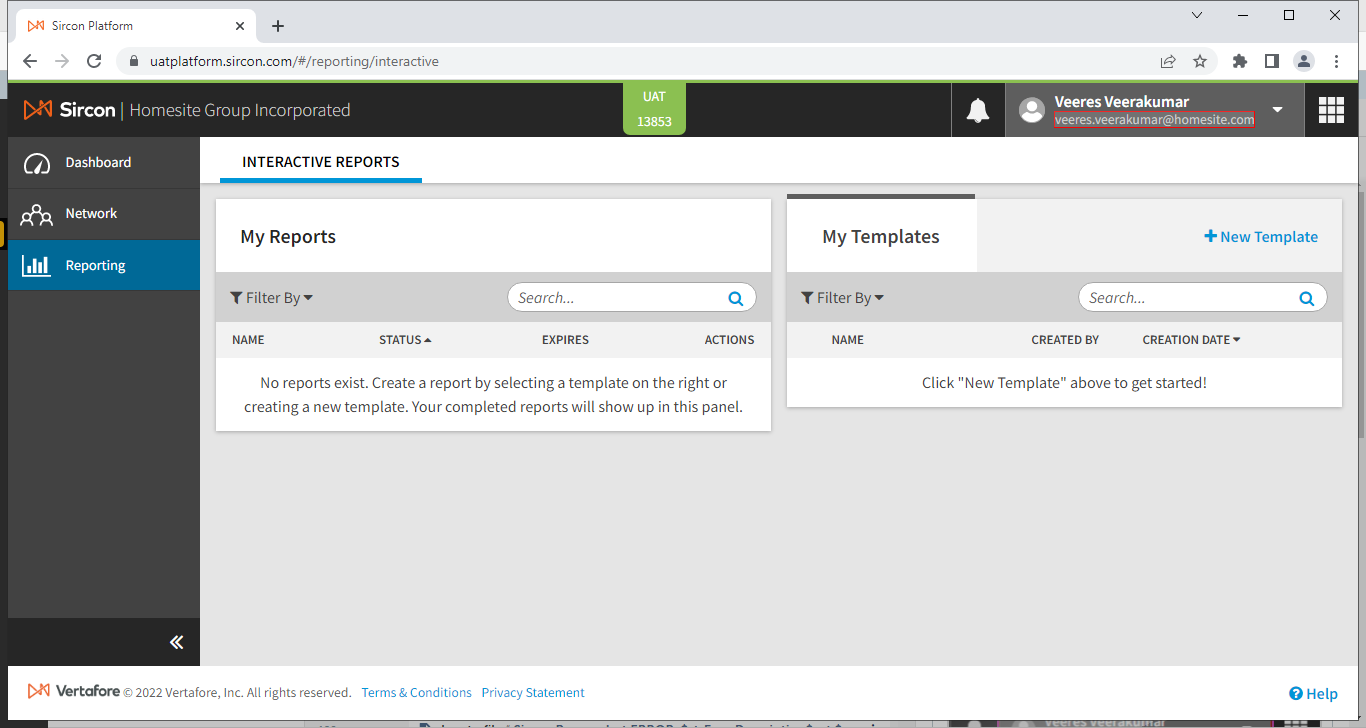 Sircon Platform
uatplatform.sircon.com/#/reporting/interactive
Sircon | Homesite Group Incorporated
UAT
13853
Veeres Veerakumar
veeres.veerakumar@homesite.com
Dashboard
Network
Reporting
INTERACTIVE REPORTS
My Reports
Filter By
Search...
NAME STATUS EXPIRES ACTIONS
No reports exist. Create a report by selecting a template on the right or
creating a new template. Your completed reports will show up in this panel.
My Templates
New Template
Filter By
Search...
NAME CREATED BY CREATION DATE
Click "New Template" above to get started!
Vertafore © 2022 Vertafore, Inc. All rights reserved. Terms & Conditions Privacy Statement
Help